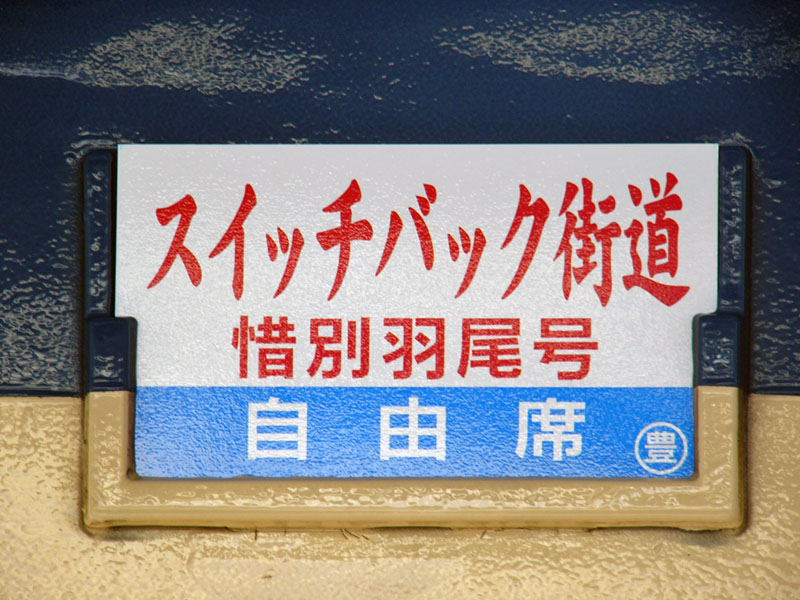 スイッチバック街道
惜別羽尾号
自由席
豊